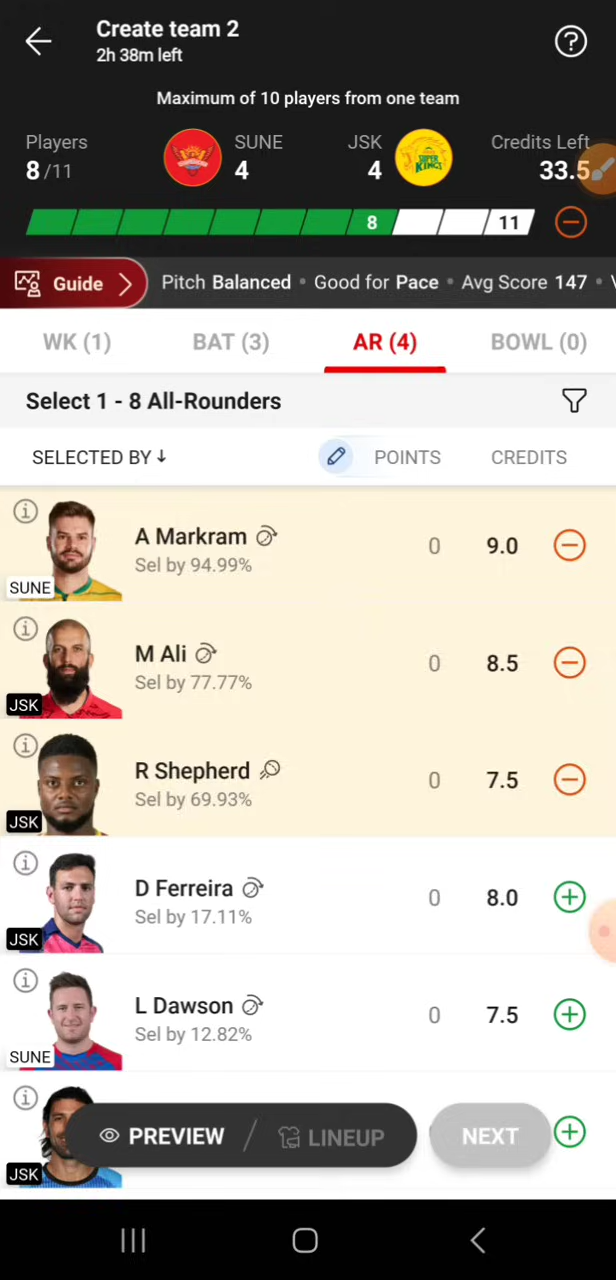 Create team 2
2h 38m left
Maximum of 10 players from one team
Players SUNE JSK Credits Left
8 /11 4 4 33.5
8 11
Guide Pitch Balanced • Good for Pace • Avg Score 147 •
WK (1) BAT (3) AR (4) BOWL (0)
Select 1 - 8 All-Rounders
SELECTED BY POINTS CREDITS
A Markram 0 9.0
Sel by 94.99%
SUNE
M Ali 0 8.5
Sel by 77.77%
JSK
R Shepherd 0 7.5
Sel by 69.93%
JSK
D Ferreira 0 8.0
Sel by 17.11%
JSK
L Dawson 0 7.5
Sel by 12.82%
SUNE
PREVIEW / LINEUP NEXT
JSK